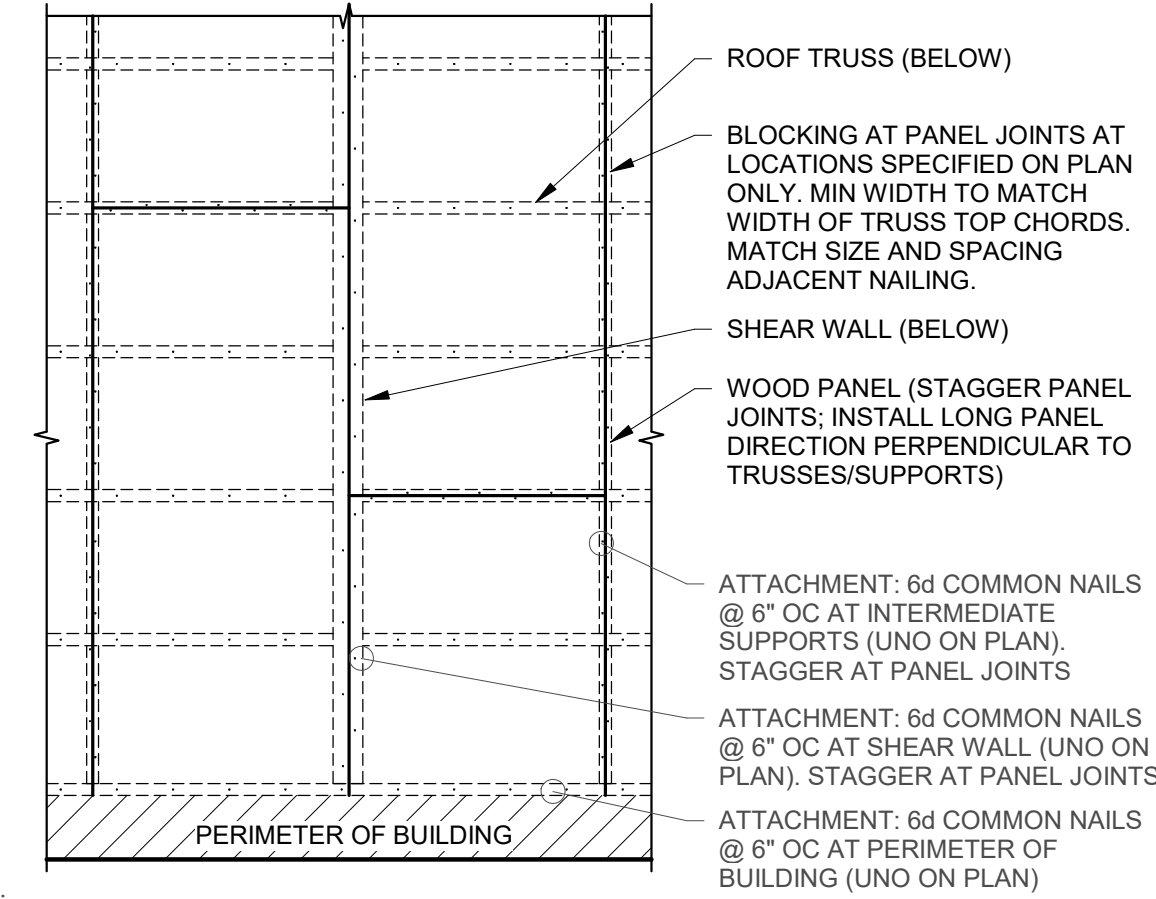 ROOF TRUSS (BELOW)
BLOCKING AT PANEL JOINTS AT
LOCATIONS SPECIFIED ON PLAN
ONLY. MIN WIDTH TO MATCH
WIDTH OF TRUSS TOP CHORDS.
MATCH SIZE AND SPACING
ADJACENT NAILING.
SHEAR WALL (BELOW)
WOOD PANEL (STAGGER PANEL
JOINTS; INSTALL LONG PANEL
DIRECTION PERPENDICULAR TO
TRUSSES/SUPPORTS)
ATTACHMENT: 6d COMMON NAILS
@ 6" OC AT INTERMEDIATE
SUPPORTS (UNO ON PLAN).
STAGGER AT PANEL JOINTS
ATTACHMENT: 6d COMMON NAILS
@ 6" OC AT SHEAR WALL (UNO ON
PLAN). STAGGER AT PANEL JOINTS
ATTACHMENT: 6d COMMON NAILS
@ 6" OC AT PERIMETER OF
BUILDING (UNO ON PLAN)
PERIMETER OF BUILDING